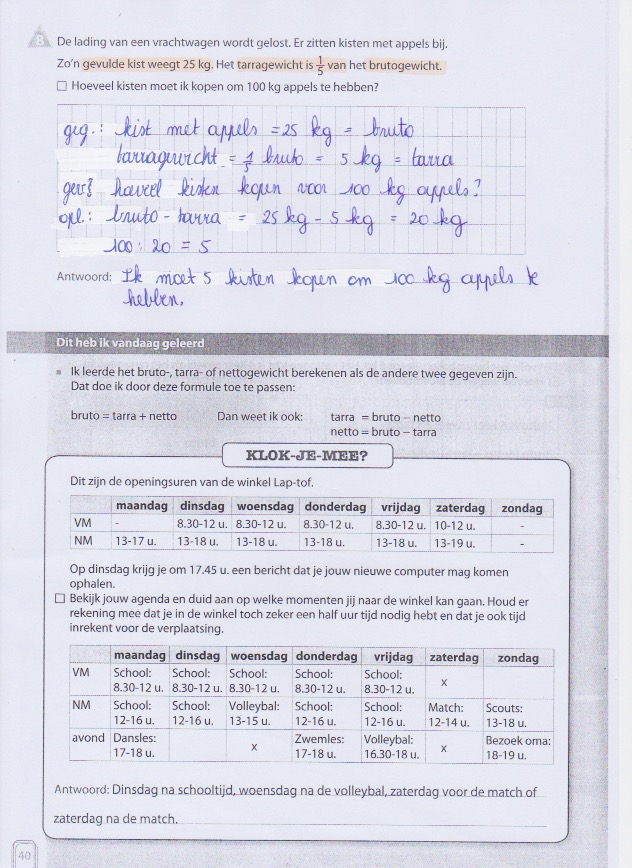 8 De lading van een vrachtwagen wordt gelost. Er zitten kisten met appels bij.
Zo'n gevulde kist weegt 25 kg. Het tarragewicht is 1/5 van het brutogewicht.
Hoeveel kisten moet ik kopen om 100 kg appels te hebben?
geg.: kist met appels = 25 kg = bruto
tarragewicht = 1/5 bruto = 5 kg = tarra
gevr? hoeveel kisten kopen voor 100 kg appels?
opl.: bruto - tarra = 25 kg - 5 kg = 20 kg
100 : 20 = 5
Antwoord: Ik moet 5 kisten kopen om 100 kg appels te
hebben.
Dit heb ik vandaag geleerd
Ik leerde het bruto-, tarra- of nettogewicht berekenen als de andere twee gegeven zijn.
Dat doe ik door deze formule toe te passen:
bruto = tarra + netto Dan weet ik ook: tarra = bruto – netto
netto = bruto – tarra
KLOK-JE-MEE?
Dit zijn de openingsuren van de winkel Lap-tof.
maandag dinsdag woensdag donderdag vrijdag zaterdag zondag
VM - 8.30-12 u. 8.30-12 u. 8.30-12 u. 8.30-12 u. 10-12 u. -
NM 13-17 u. 13-18 u. 13-18 u. 13-18 u. 13-18 u. 13-19 u. -
Op dinsdag krijg je om 17.45 u. een bericht dat je jouw nieuwe computer mag komen
ophalen.
Bekijk jouw agenda en duid aan op welke momenten jij naar de winkel kan gaan. Houd er
rekening mee dat je in de winkel toch zeker een half uur tijd nodig hebt en dat je ook tijd
inrekent voor de verplaatsing.
maandag dinsdag woensdag donderdag vrijdag zaterdag zondag
VM School: School: School: School: School: x
8.30-12 u. 8.30-12 u. 8.30-12 u. 8.30-12 u. 8.30-12 u.
NM School: School: Volleybal: School: School: Match: Scouts:
12-16 u. 12-16 u. 13-15 u. 12-16 u. 12-16 u. 12-14 u. 13-18 u.
avond Dansles: x Zwemles: Volleybal: x Bezoek oma:
17-18 u. 17-18 u. 16.30-18 u. 18-19 u.
Antwoord: Dinsdag na schooltijd, woensdag na de volleybal, zaterdag voor de match of
zaterdag na de match.
40